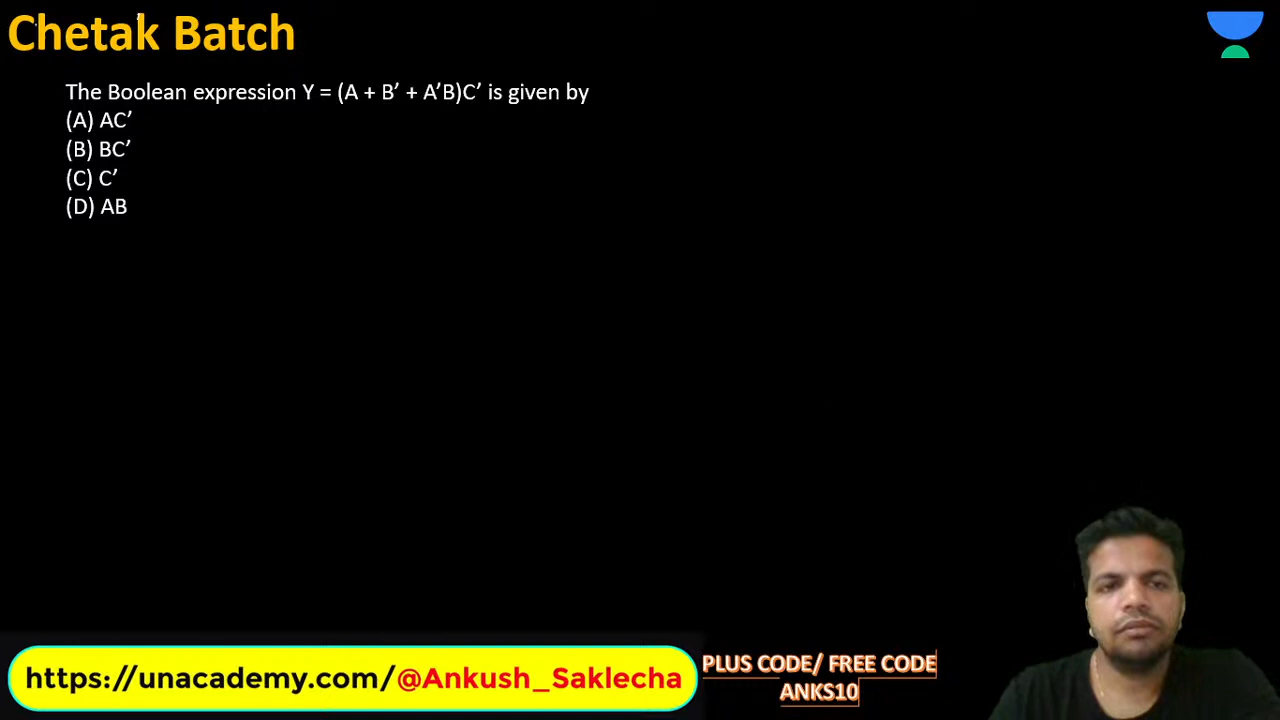 Chetak Batch
The Boolean expression Y = (A + B’ + A’B)C’ is given by
(A) AC’
(B) BC’
(C) C’
(D) AB
https://unacademy.com/@Ankush_Saklecha
PLUS CODE/ FREE CODE
ANKS10